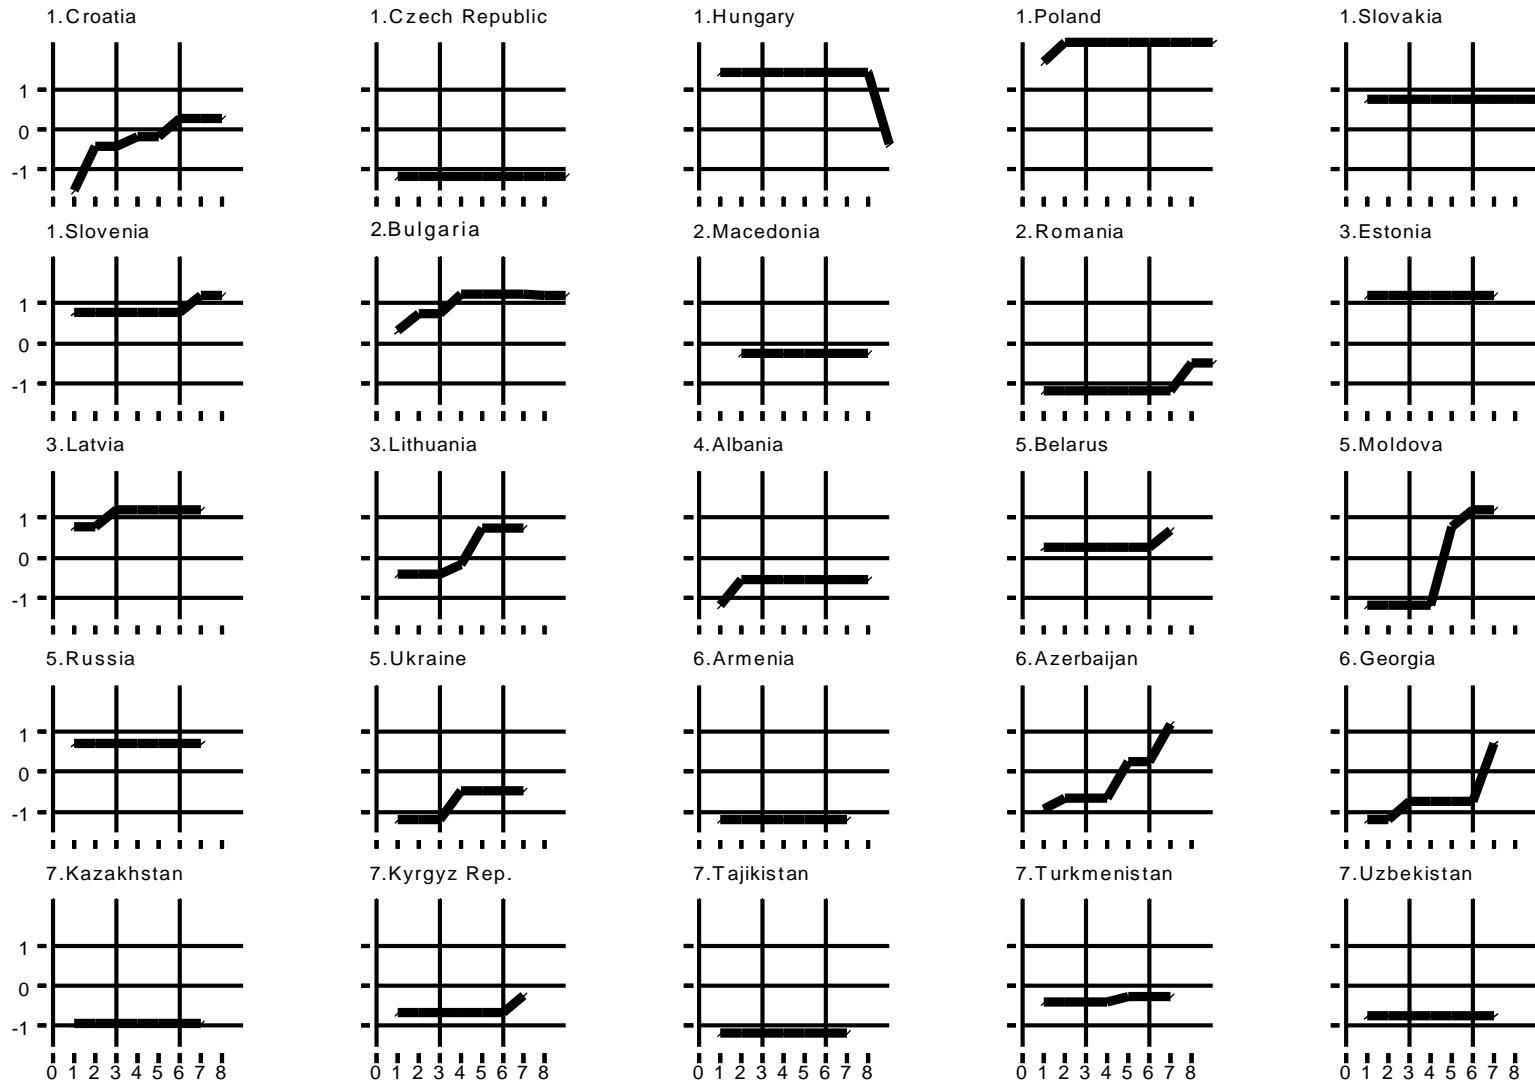 1.Croatia
1.Czech Republic
1.Hungary
1.Poland
1.Slovakia
1
0
-1
1.Slovenia
2.Bulgaria
2.Macedonia
2.Romania
3.Estonia
1
0
-1
3.Latvia
3.Lithuania
4.Albania
5.Belarus
5.Moldova
1
0
-1
5.Russia
5.Ukraine
6.Armenia
6.Azerbaijan
6.Georgia
1
0
-1
7.Kazakhstan
7.Kyrgyz Rep.
7.Tajikistan
7.Turkmenistan
7.Uzbekistan
1
0
-1
0 1 2 3 4 5 6 7 8
0 1 2 3 4 5 6 7 8
0 1 2 3 4 5 6 7 8
0 1 2 3 4 5 6 7 8
0 1 2 3 4 5 6 7 8